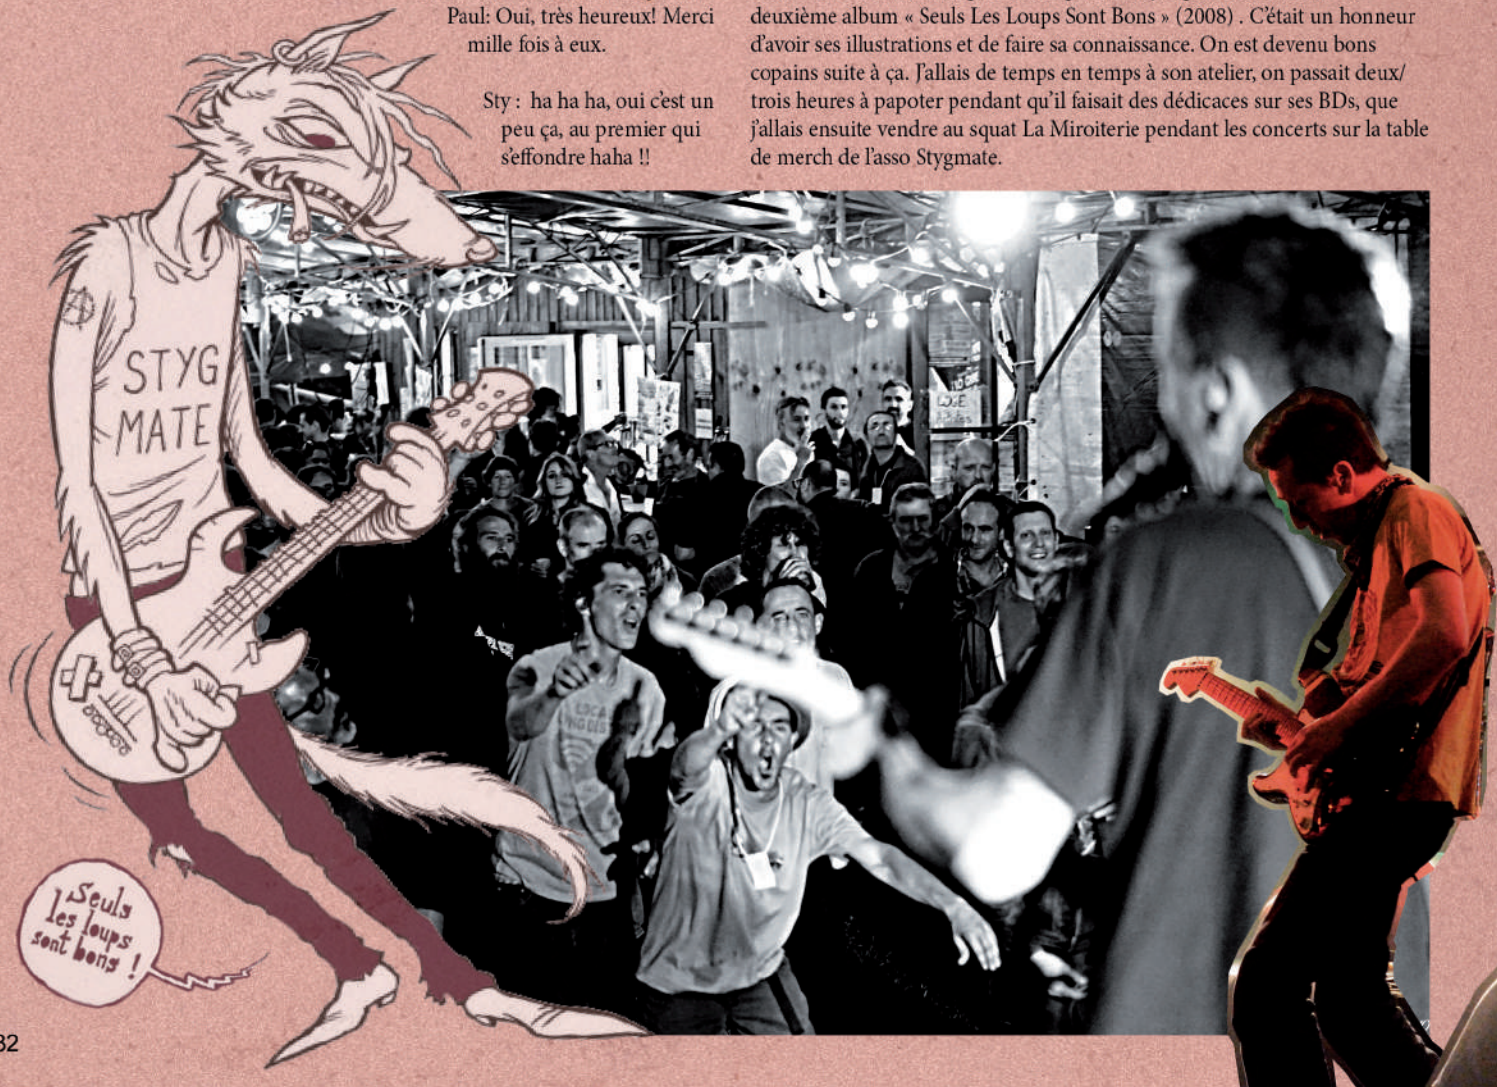 Paul: Oui, très heureux! Merci
mille fois à eux.
Sty : ha ha ha, oui c'est un
peu ça, au premier qui
s'effondre haha !!
deuxième album « Seuls Les Loups Sont Bons » (2008) . C'était un honneur
d'avoir ses illustrations et de faire sa connaissance. On est devenu bons
copains suite à ça. J'allais de temps en temps à son atelier, on passait deux/
trois heures à papoter pendant qu'il faisait des dédicaces sur ses BDs, que
j'allais ensuite vendre au squat La Miroiterie pendant les concerts sur la table
de merch de l'asso Stygmate.
STYG
MATE
Seuls
les loups
sont bons !
32